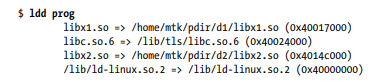 $ ldd prog
libx1.so => /home/mtk/pdir/d1/libx1.so (0x40017000)
libc.so.6 => /lib/tls/libc.so.6 (0x40024000)
libx2.so => /home/mtk/pdir/d2/libx2.so (0x4014c000)
/lib/ld-linux.so.2 => /lib/ld-linux.so.2 (0x40000000)